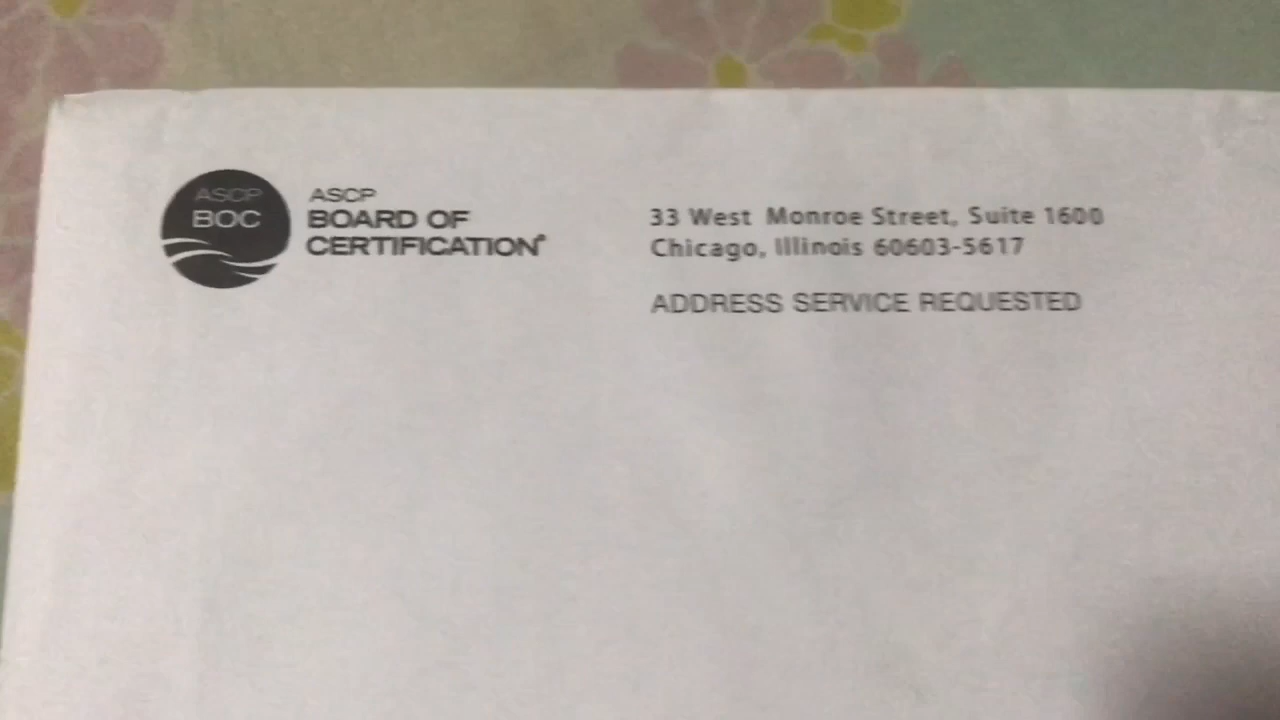 ASCP
BOC
ASCP
BOARD OF
CERTIFICATION®
33 West Monroe Street, Suite 1600
Chicago, Illinois 60603-5617
ADDRESS SERVICE REQUESTED